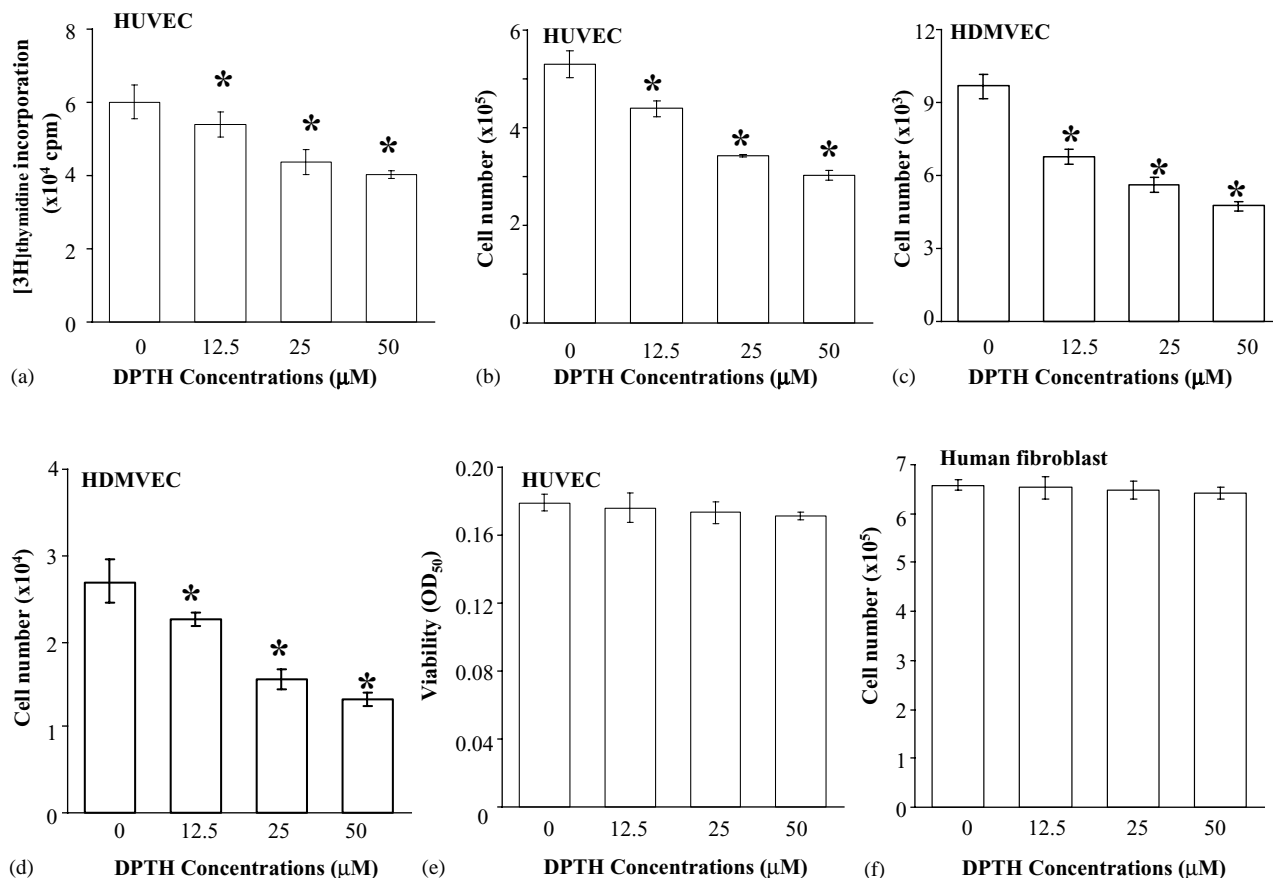 HUVEC
[3H]thymidine incorporation
(x10⁴ cpm)
8
6
4
2
0
*
*
*
0 12.5 25 50
(a) DPTH Concentrations (μM)
HUVEC
Cell number (x10⁵)
6
4
2
0
*
*
*
0 12.5 25 50
(b) DPTH Concentrations (μM)
HDMVEC
Cell number (x10³)
12
9
6
3
0
*
*
*
0 12.5 25 50
(c) DPTH Concentrations (μM)
HDMVEC
Cell number (x10⁴)
4
3
2
1
0
*
*
*
0 12.5 25 50
(d) DPTH Concentrations (μM)
HUVEC
Viability (OD₅₀)
0.20
0.16
0.12
0.08
0.04
0
0 12.5 25 50
(e) DPTH Concentrations (μM)
Human fibroblast
Cell number (x10⁵)
7
6
5
4
3
2
1
0
0 12.5 25 50
(f) DPTH Concentrations (μM)